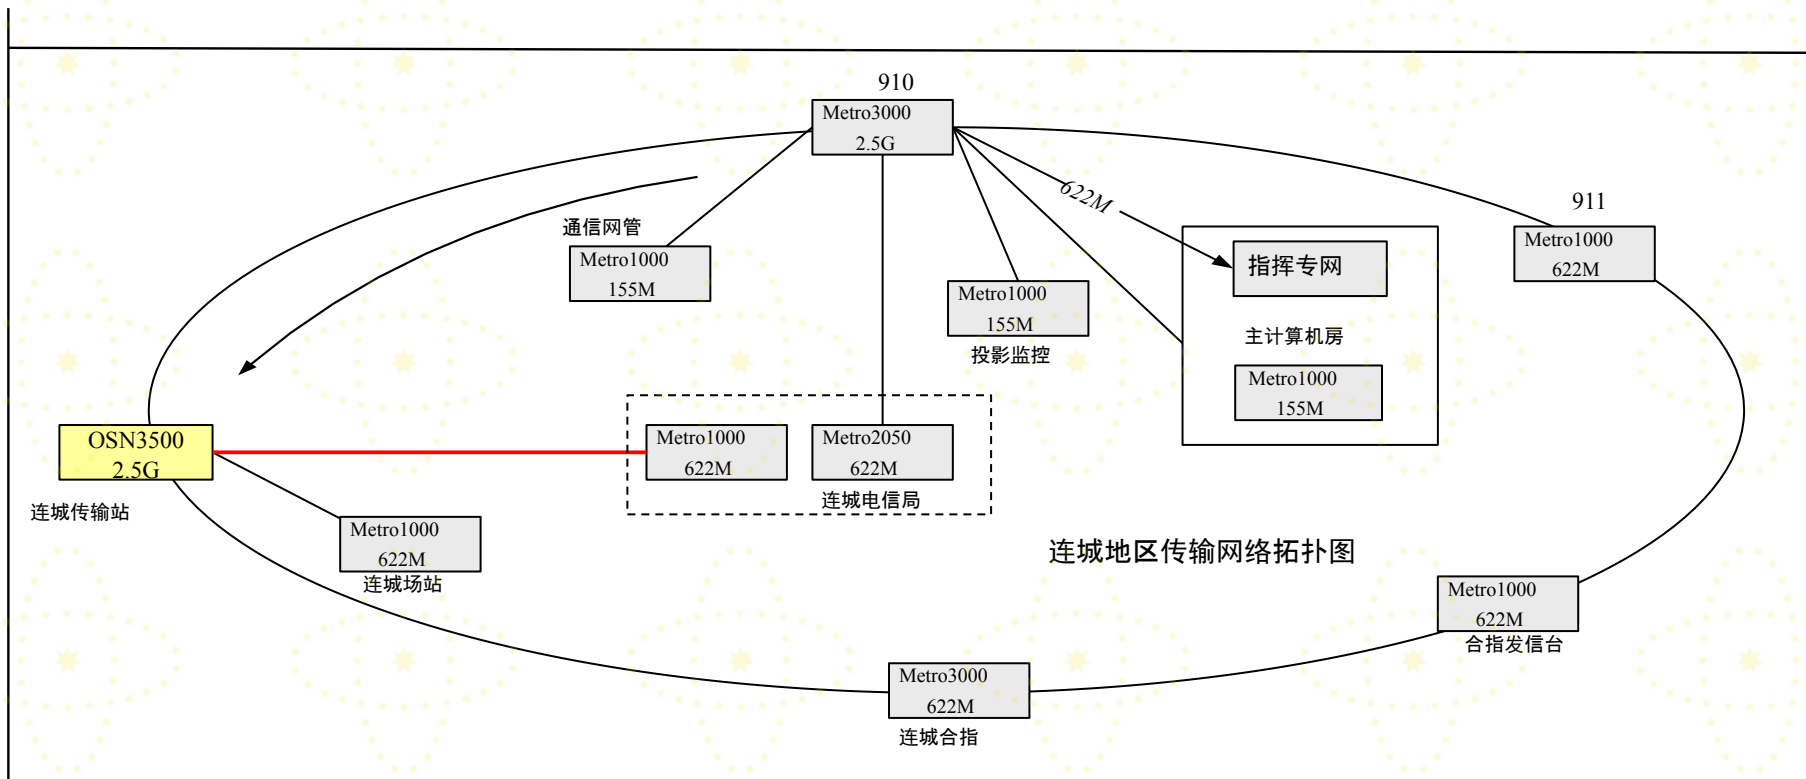 910
Metro3000
2.5G
622M
911
通信网管
Metro1000
155M
Metro1000
622M
指挥专网
Metro1000
155M
投影监控
主计算机房
Metro1000
155M
OSN3500
2.5G
连城传输站
Metro1000
622M
Metro2050
622M
连城电信局
Metro1000
622M
连城场站
连城地区传输网络拓扑图
Metro1000
622M
合指发信台
Metro3000
622M
连城合指